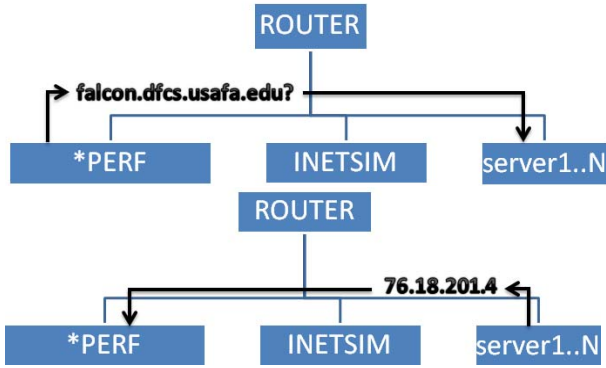 ROUTER
falcon.dfcs.usafa.edu?
*PERF INETSIM server1..N
ROUTER
76.18.201.4
*PERF INETSIM server1..N